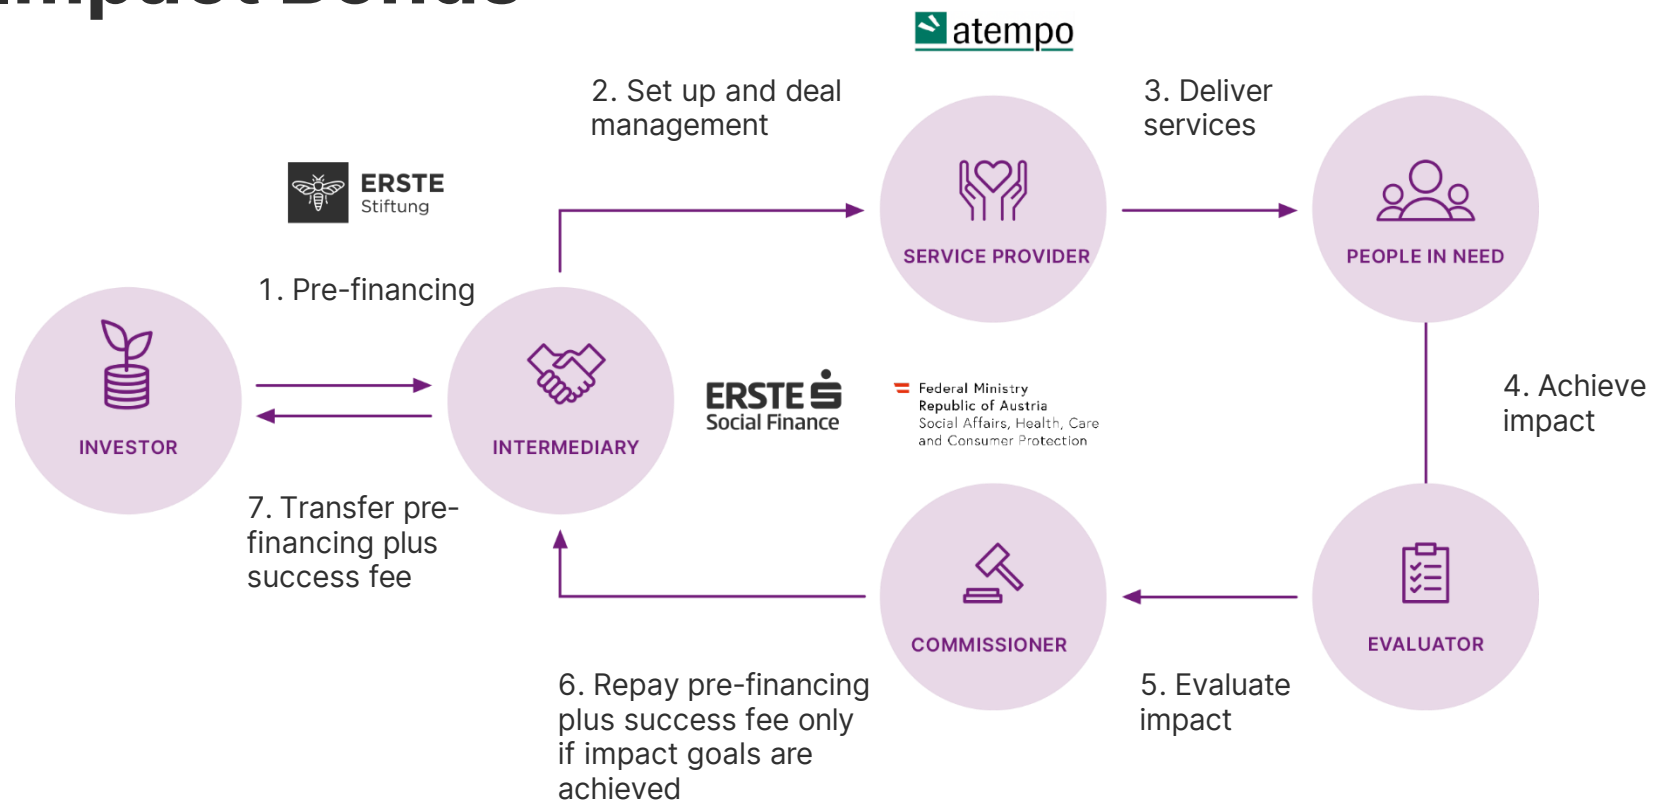 Impact Bonds
atempo
2. Set up and deal
management
3. Deliver
services
ERSTE
Stiftung
SERVICE PROVIDER
PEOPLE IN NEED
1. Pre-financing
INVESTOR
INTERMEDIARY
ERSTE
Social Finance
Federal Ministry
Republic of Austria
Social Affairs, Health, Care
and Consumer Protection
4. Achieve
impact
7. Transfer pre-
financing plus
success fee
COMMISSIONER
EVALUATOR
6. Repay pre-financing
plus success fee only
if impact goals are
achieved
5. Evaluate
impact